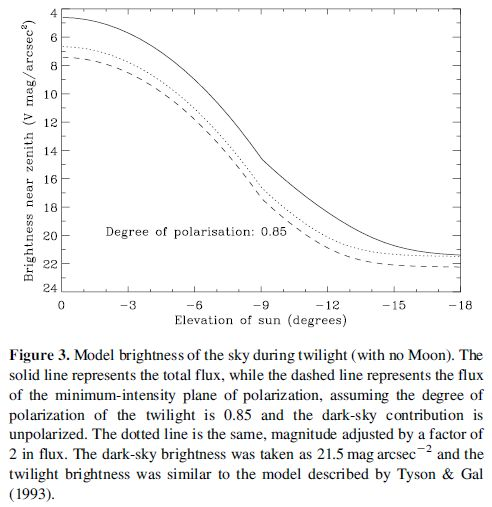 4
6
8
10
12
14
16
18
20
22
24
Brightness near zenith (V mag/arcsec²)
Degree of polarisation: 0.85
0 −3 −6 −9 −12 −15 −18
Elevation of sun (degrees)
Figure 3. Model brightness of the sky during twilight (with no Moon). The
solid line represents the total flux, while the dashed line represents the flux
of the minimum-intensity plane of polarization, assuming the degree of
polarization of the twilight is 0.85 and the dark-sky contribution is
unpolarized. The dotted line is the same, magnitude adjusted by a factor of
2 in flux. The dark-sky brightness was taken as 21.5 mag arcsec⁻² and the
twilight brightness was similar to the model described by Tyson & Gal
(1993).